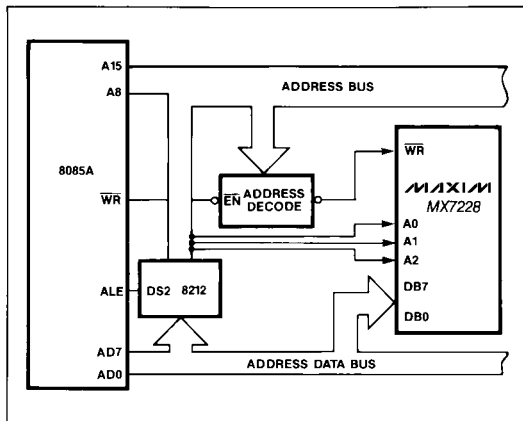 A15
A8
8085A
WR
ALE
AD7
AD0
DS2 8212
ADDRESS BUS
EN ADDRESS
DECODE
MAXIM
MX7228
WR
A0
A1
A2
DB7
DB0
ADDRESS DATA BUS